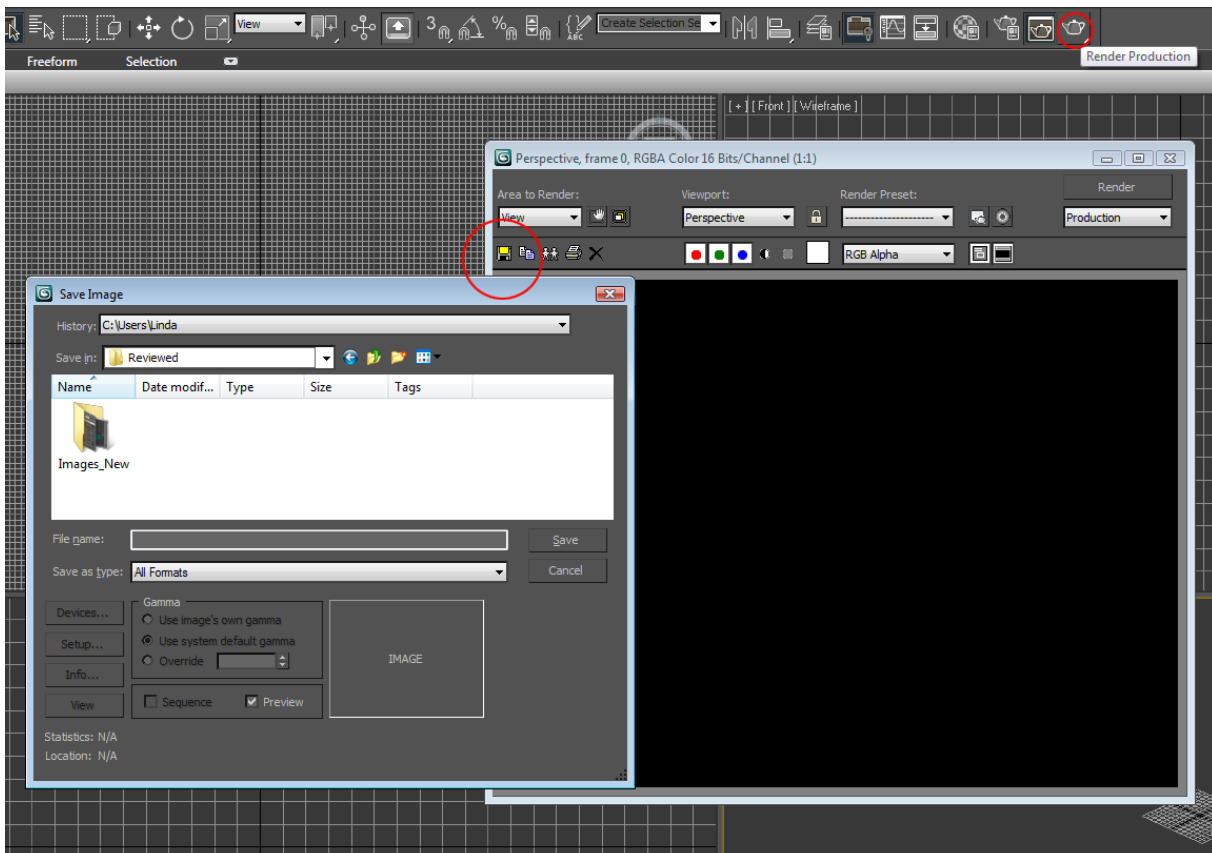 View
3
%
ABC
Create Selection Se
Render Production
Freeform
Selection
[ + ] [ Front ] [ Wireframe ]
Perspective, frame 0, RGBA Color 16 Bits/Channel (1:1)
Area to Render:
Viewport:
Render Preset:
Render
View
Perspective
---------------------
Production
RGB Alpha
Save Image
History: C:\Users\Linda
Save in: Reviewed
Name Date modif... Type Size Tags
Images_New
File name:
Save
Save as type: All Formats
Cancel
Devices...
Setup...
Info...
View
Gamma
Use image's own gamma
Use system default gamma
Override
Sequence
Preview
IMAGE
Statistics: N/A
Location: N/A